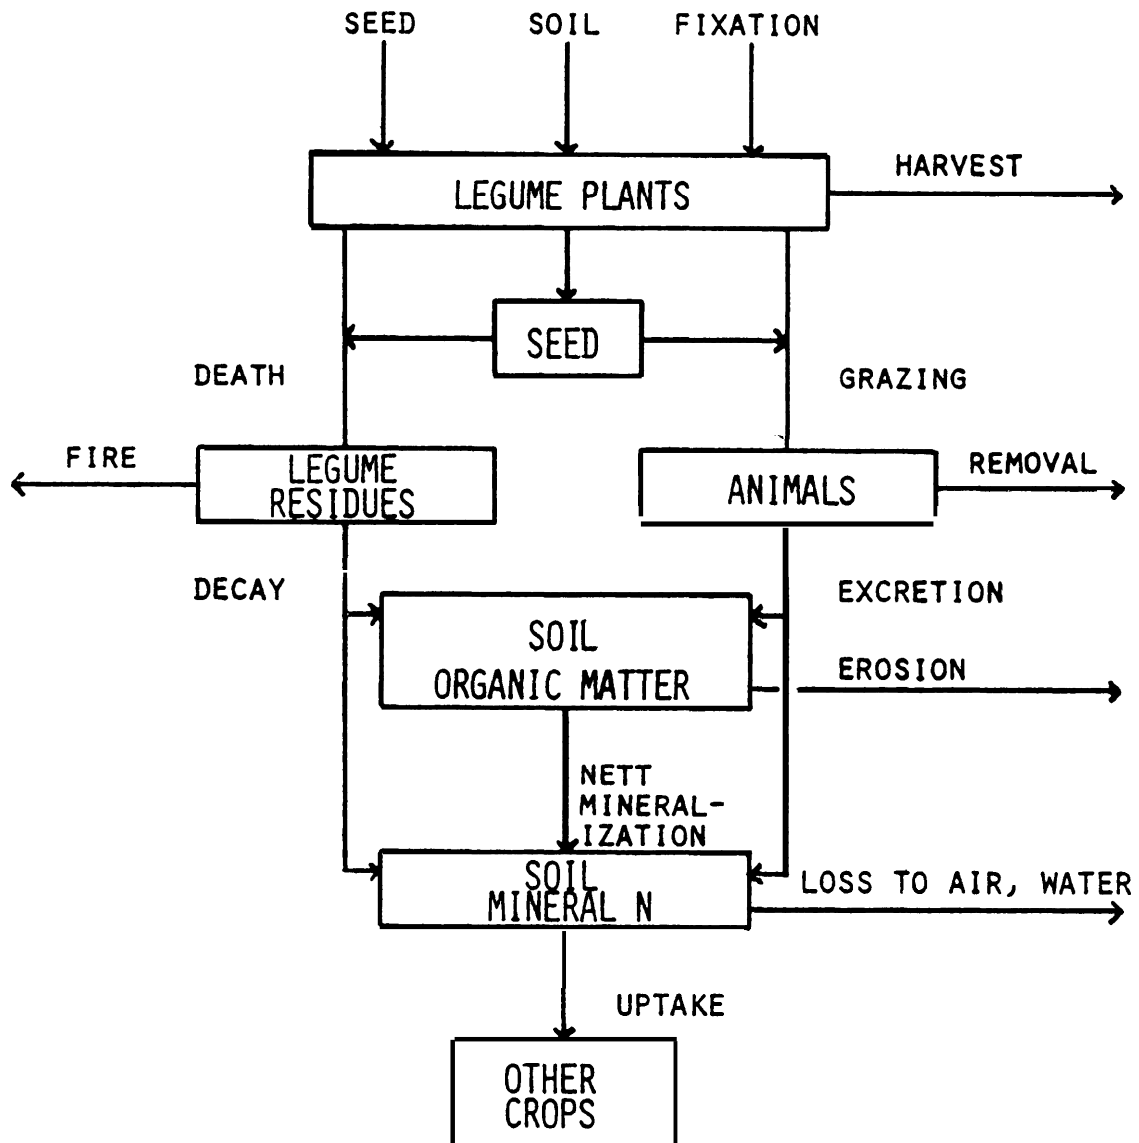 SEED
SOIL
FIXATION
HARVEST
LEGUME PLANTS
SEED
DEATH
GRAZING
FIRE
LEGUME
RESIDUES
ANIMALS
REMOVAL
DECAY
EXCRETION
SOIL
ORGANIC MATTER
EROSION
NETT
MINERAL-
IZATION
SOIL
MINERAL N
LOSS TO AIR, WATER
UPTAKE
OTHER
CROPS